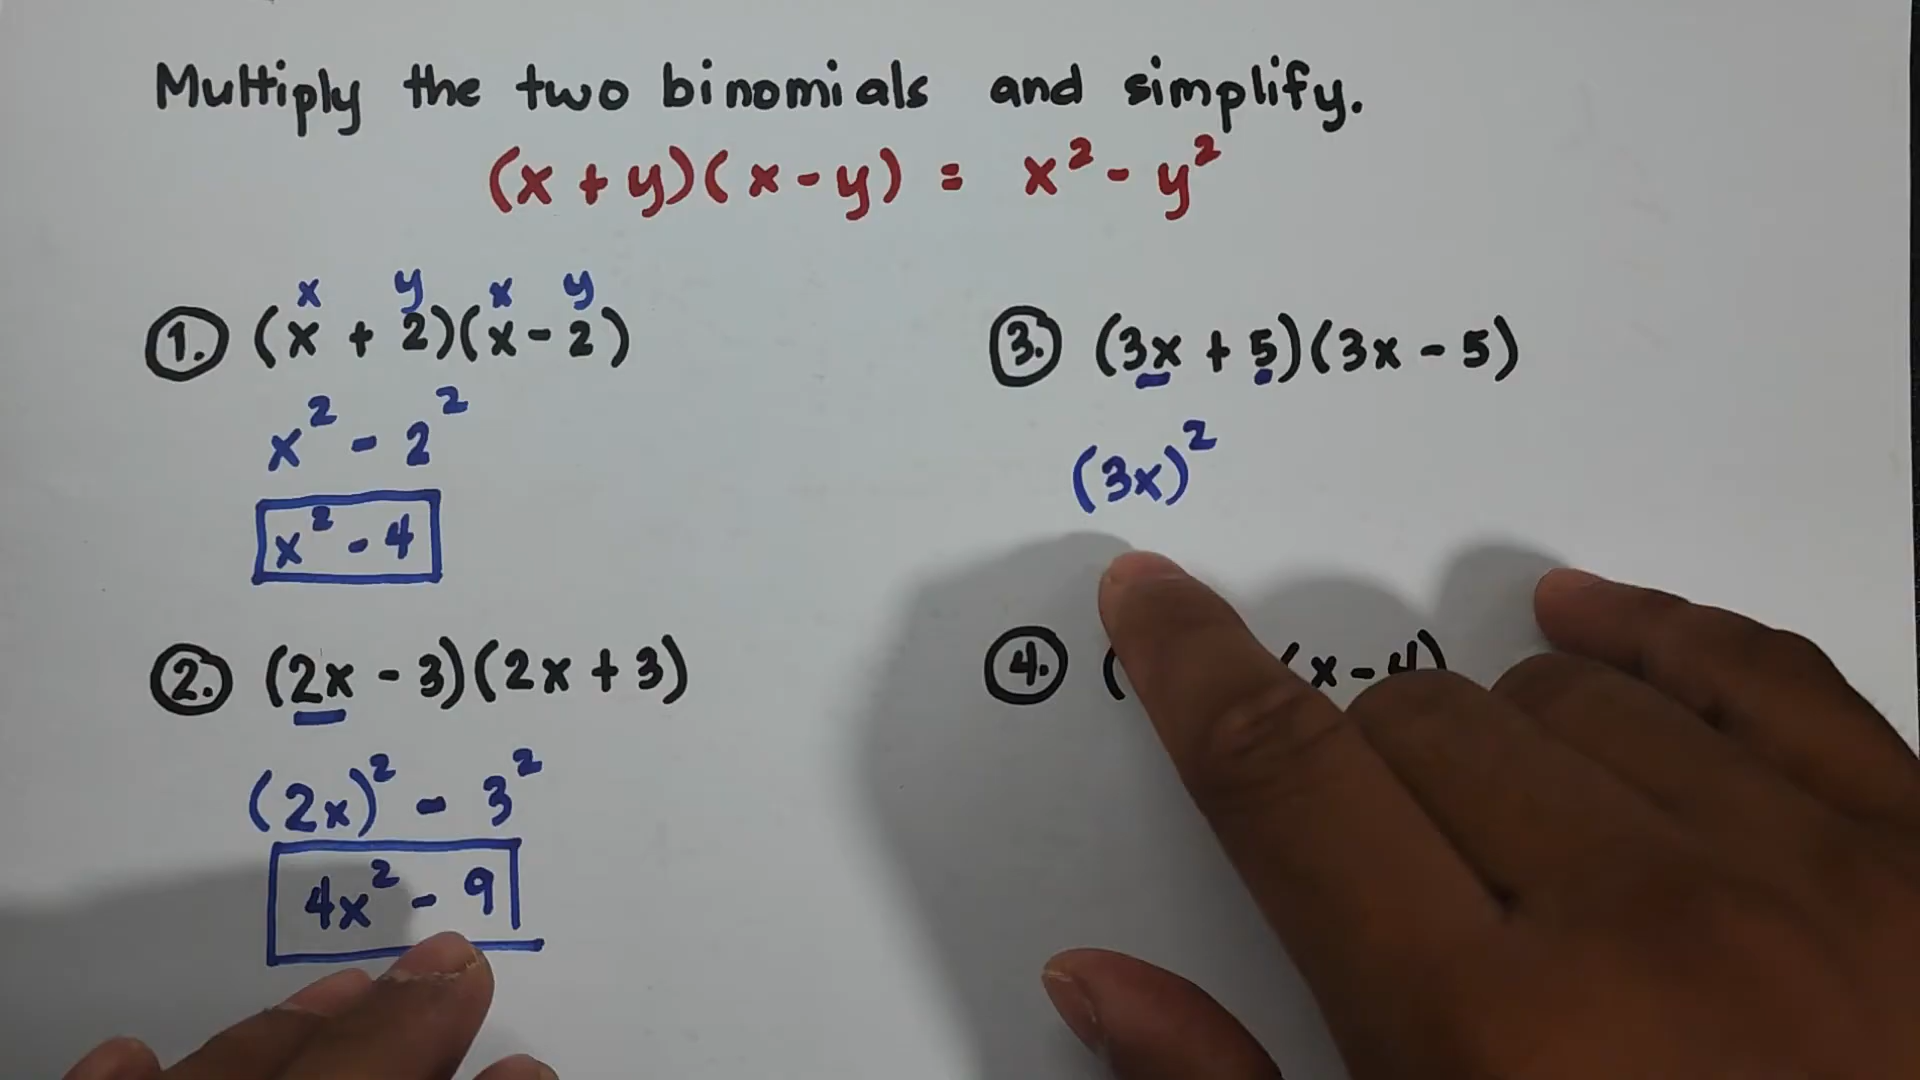 Multiply the two binomials and simplify.
(x + y)(x - y) = x² - y²
x y x y
1. (x + 2)(x - 2)
x² - 2²
x² - 4
2. (2x - 3)(2x + 3)
(2x)² - 3²
4x² - 9
3. (3x + 5)(3x - 5)
(3x)²
4. ( (x - 4)